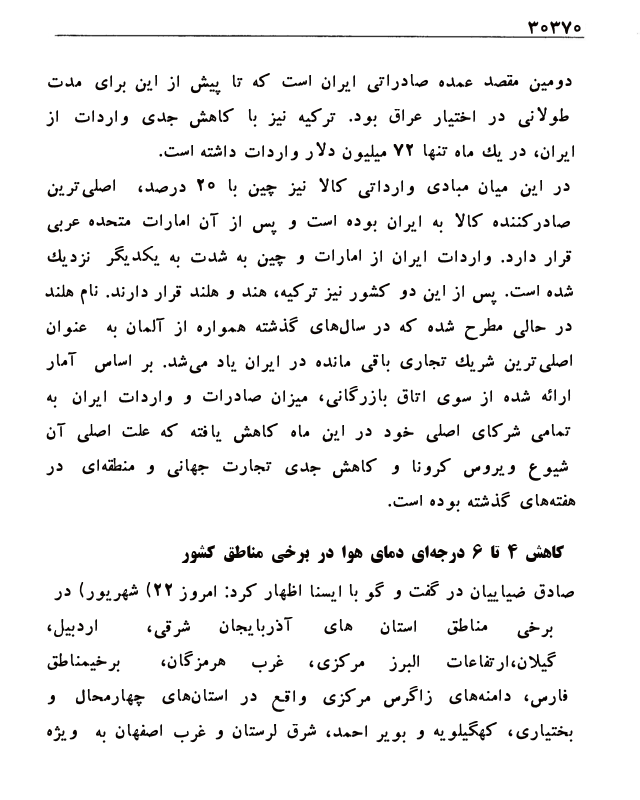 ۳۰۳۷۰
دومین مقصد عمده صادراتی ایران است که تا پیش از این برای مدت
طولانی در اختیار عراق بود. ترکیه نیز با کاهش جدی واردات از
ایران، در یك ماه تنها ۷۲ میلیون دلار واردات داشته است.
در این میان مبادی وارداتی کالا نیز چین با ۲۰ درصد، اصلی‌ترین
صادرکننده کالا به ایران بوده است و پس از آن امارات متحده عربی
قرار دارد. واردات ایران از امارات و چین به شدت به یکدیگر نزدیك
شده است. پس از این دو کشور نیز ترکیه، هند و هلند قرار دارند. نام هلند
در حالی مطرح شده که در سال‌های گذشته همواره از آلمان به عنوان
اصلی‌ترین شریك تجاری باقی مانده در ایران یاد می‌شد. بر اساس آمار
ارائه شده از سوی اتاق بازرگانی، میزان صادرات و واردات ایران به
تمامی شرکای اصلی خود در این ماه کاهش یافته که علت اصلی آن
شیوع ویروس کرونا و کاهش جدی تجارت جهانی و منطقه‌ای در
هفته‌های گذشته بوده است.
کاهش ۴ تا ۶ درجه‌ای دمای هوا در برخی مناطق کشور
صادق ضیاییان در گفت و گو با ایسنا اظهار کرد: امروز ۲۲) شهریور) در
برخی مناطق استان های آذربایجان شرقی، اردبیل،
گیلان،ارتفاعات البرز مرکزی، غرب هرمزگان، برخیمناطق
فارس، دامنه‌های زاگرس مرکزی واقع در استان‌های چهارمحال و
بختیاری، کهگیلویه و بویر احمد، شرق لرستان و غرب اصفهان به ویژه